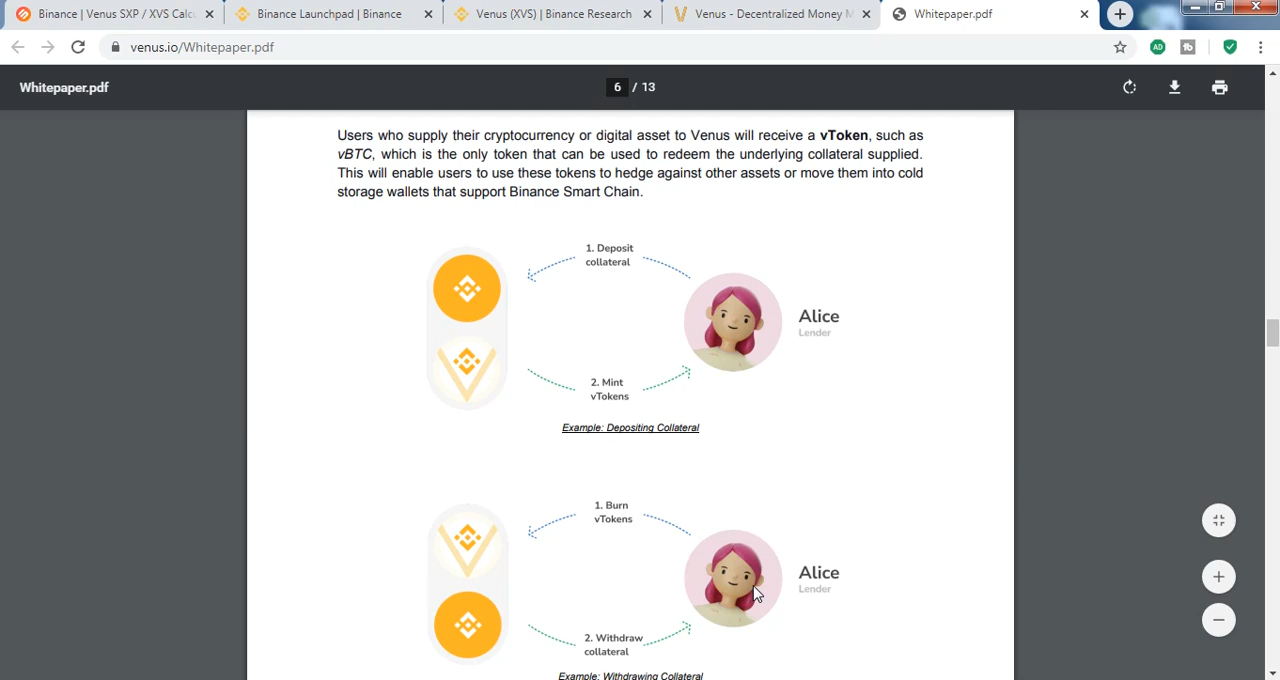 Binance | Venus SXP / XVS Calc
Binance Launchpad | Binance
Venus (XVS) | Binance Research
Venus - Decentralized Money M
Whitepaper.pdf
venus.io/Whitepaper.pdf
AD
tb
Whitepaper.pdf
6 / 13
Users who supply their cryptocurrency or digital asset to Venus will receive a vToken, such as
vBTC, which is the only token that can be used to redeem the underlying collateral supplied.
This will enable users to use these tokens to hedge against other assets or move them into cold
storage wallets that support Binance Smart Chain.
1. Deposit
collateral
Alice
Lender
2. Mint
vTokens
Example: Depositing Collateral
1. Burn
vTokens
Alice
Lender
2. Withdraw
collateral
Example: Withdrawing Collateral